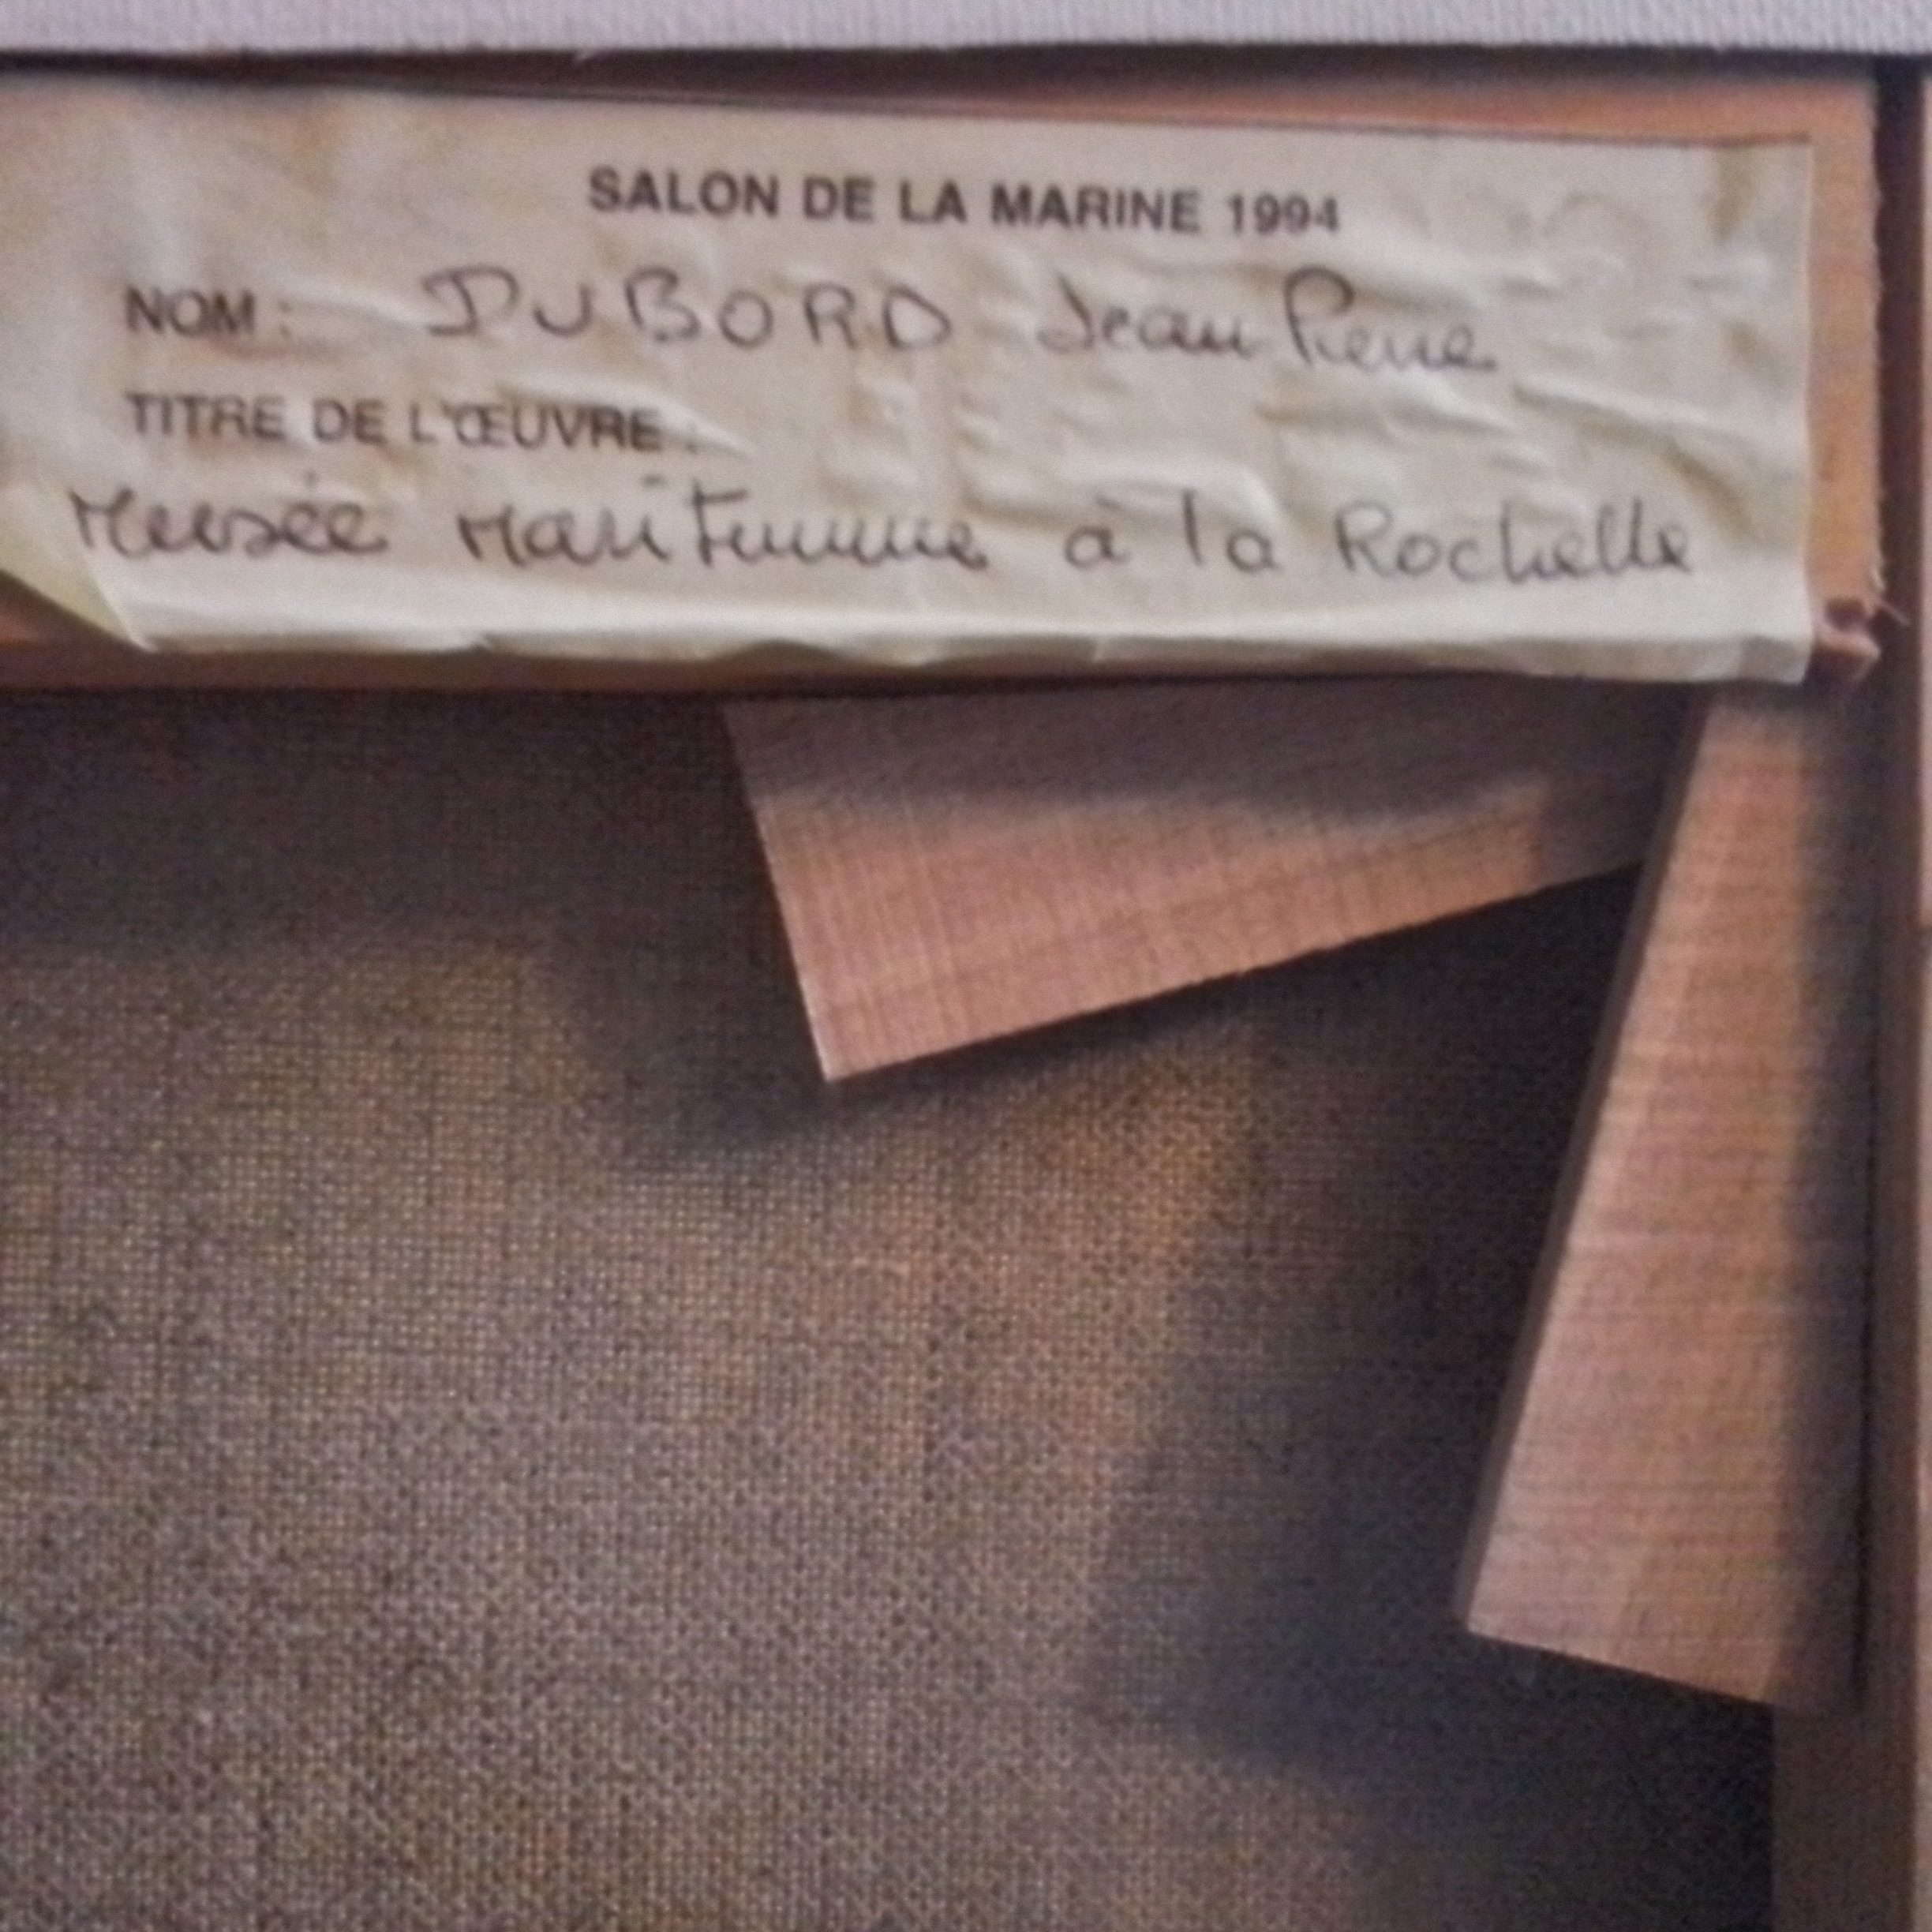 SALON DE LA MARINE 1994
NOM : DUBORD Jean Pierre
TITRE DE L'ŒUVRE :
Musée Maritime à la Rochelle